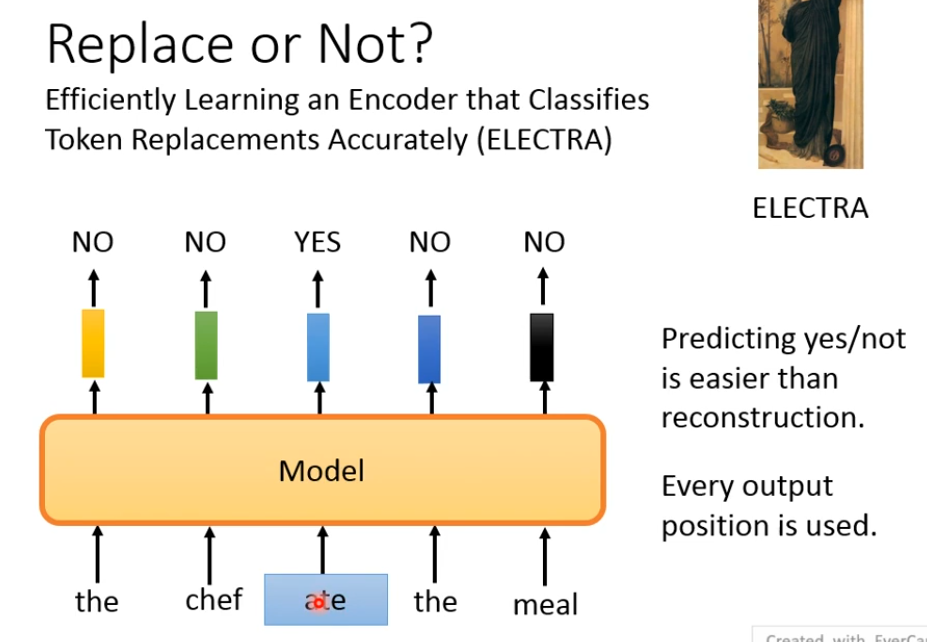 Replace or Not?
Efficiently Learning an Encoder that Classifies
Token Replacements Accurately (ELECTRA)
ELECTRA
NO NO YES NO NO
Predicting yes/not
is easier than
reconstruction.
Model
Every output
position is used.
the chef ate the meal
Created with